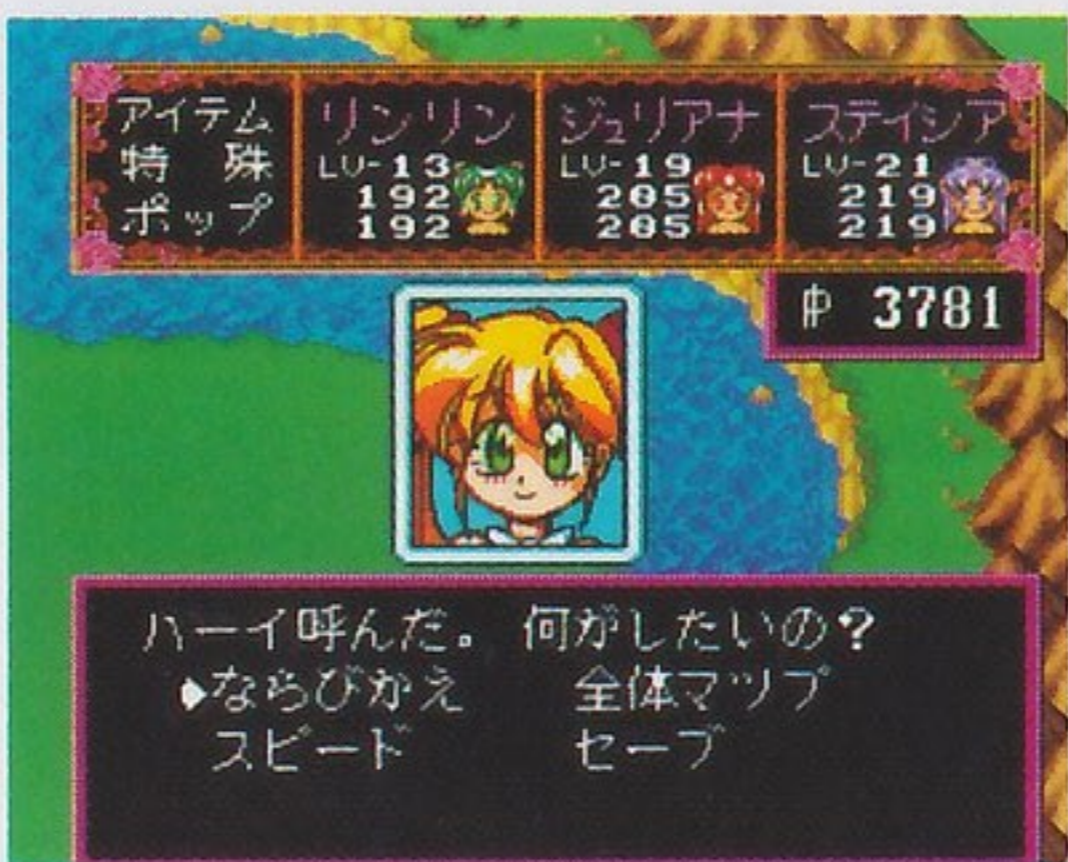 アイテム
特 殊
ポップ
リンリン
LV-13
192
192
ジュリアナ
LV-19
205
205
ステイシア
LV-21
219
219
3781
ハーイ呼んだ。 何がしたいの?
◆ならびかえ 全体マップ
スピード セーブ